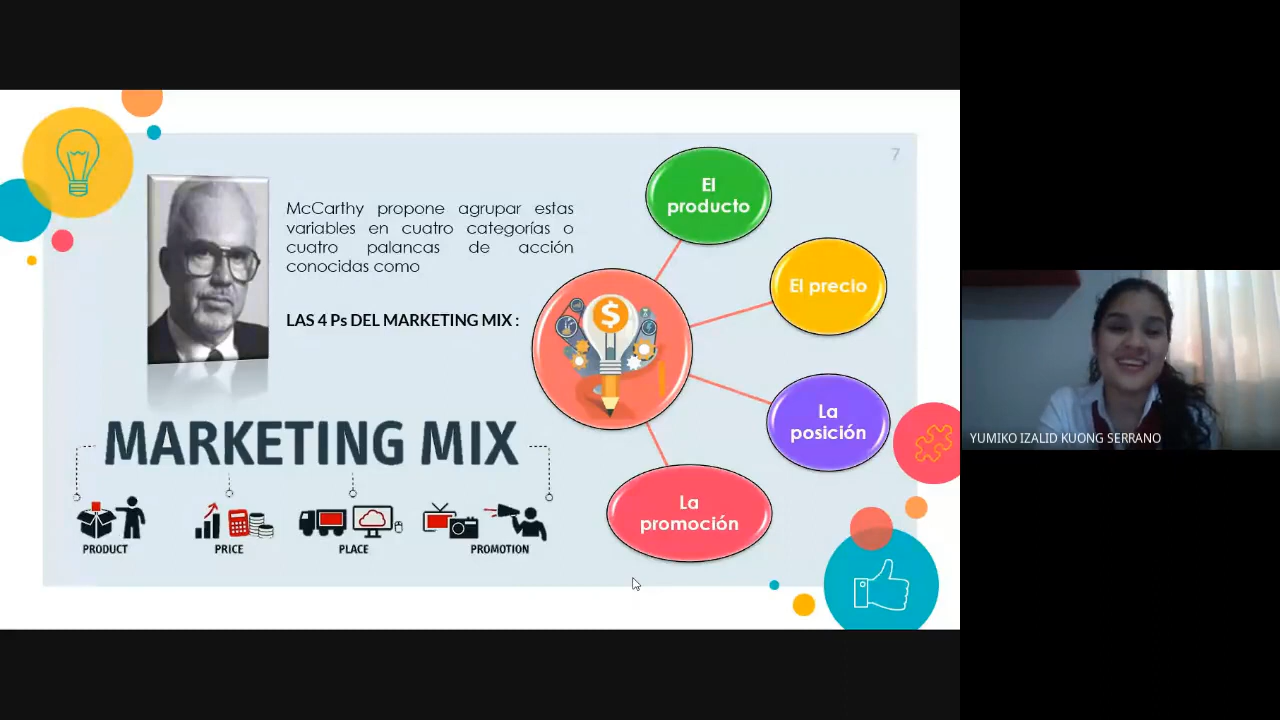 7
McCarthy propone agrupar estas
variables en cuatro categorías o
cuatro palancas de acción
conocidas como
LAS 4 Ps DEL MARKETING MIX :
MARKETING MIX
PRODUCT
PRICE
PLACE
PROMOTION
$
El
producto
El precio
La
posición
La
promoción
YUMIKO IZALID KUONG SERRANO